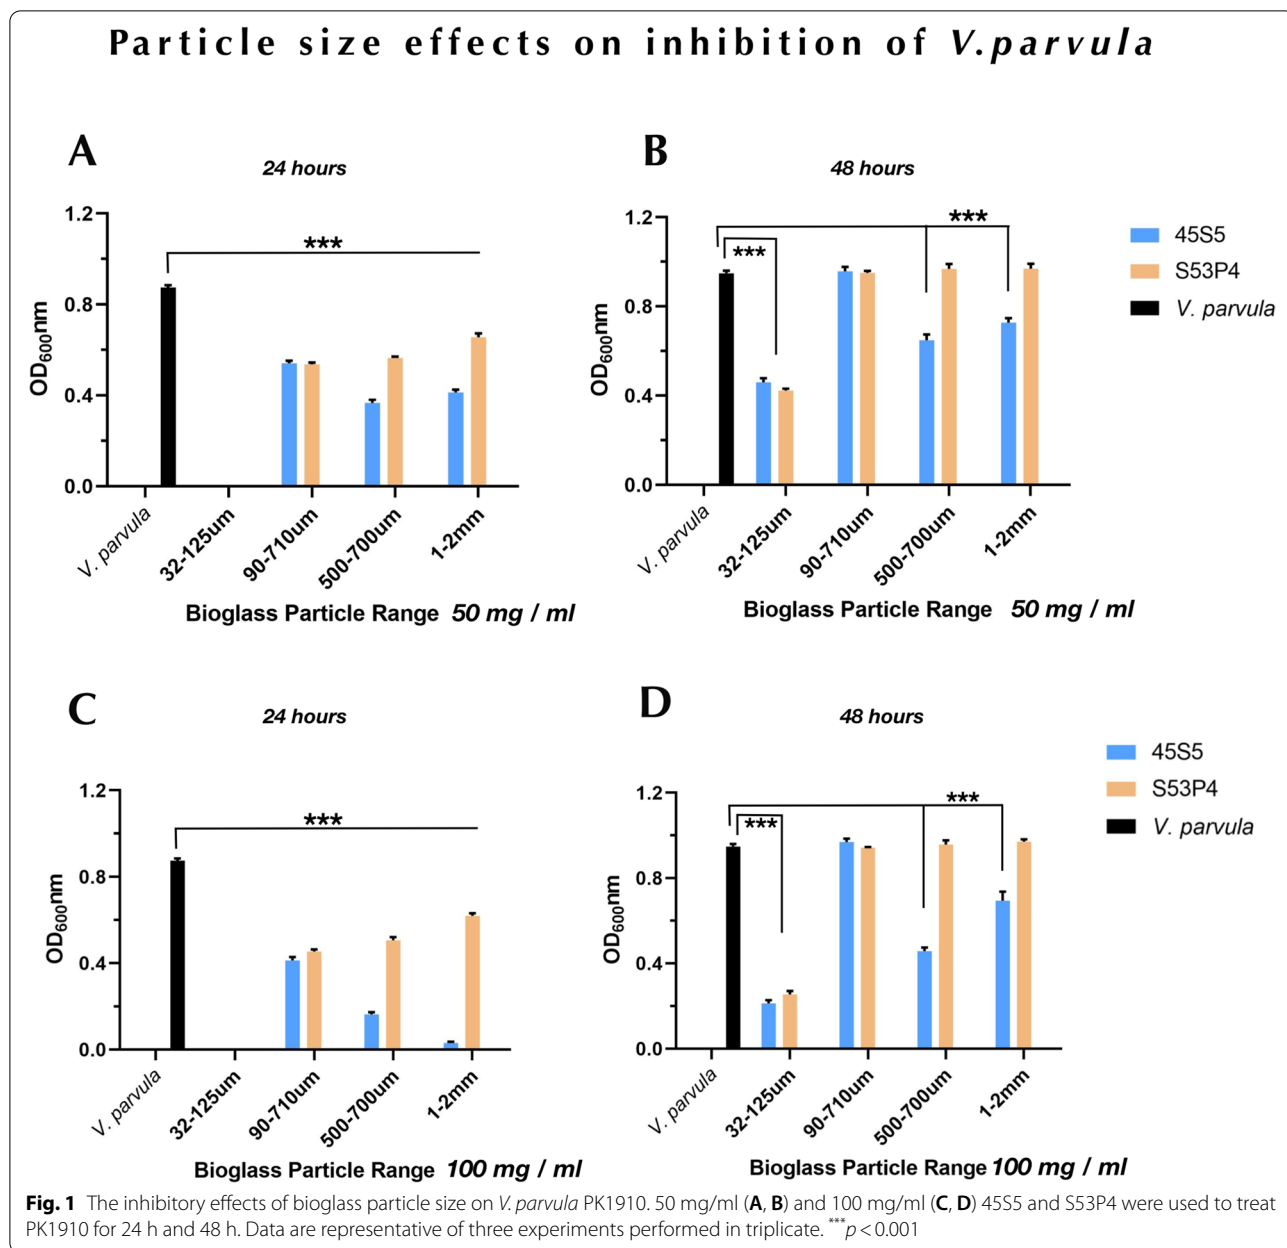 Particle size effects on inhibition of V.parvula
A
24 hours
1.2
0.8
0.4
0.0
OD600nm
***
V. parvula
32-125um
90-710um
500-700um
1-2mm
Bioglass Particle Range 50 mg / ml
B
48 hours
1.2
0.8
0.4
0.0
OD600nm
***
***
V. parvula
32-125um
90-710um
500-700um
1-2mm
Bioglass Particle Range 50 mg / ml
45S5
S53P4
V. parvula
C
24 hours
1.2
0.8
0.4
0.0
OD600nm
***
V. parvula
32-125um
90-710um
500-700um
1-2mm
Bioglass Particle Range 100 mg / ml
D
48 hours
1.2
0.8
0.4
0.0
OD600nm
***
***
V. parvula
32-125um
90-710um
500-700um
1-2mm
Bioglass Particle Range 100 mg / ml
45S5
S53P4
V. parvula
Fig. 1 The inhibitory effects of bioglass particle size on V. parvula PK1910. 50 mg/ml (A, B) and 100 mg/ml (C, D) 45S5 and S53P4 were used to treat
PK1910 for 24 h and 48 h. Data are representative of three experiments performed in triplicate. ***p < 0.001